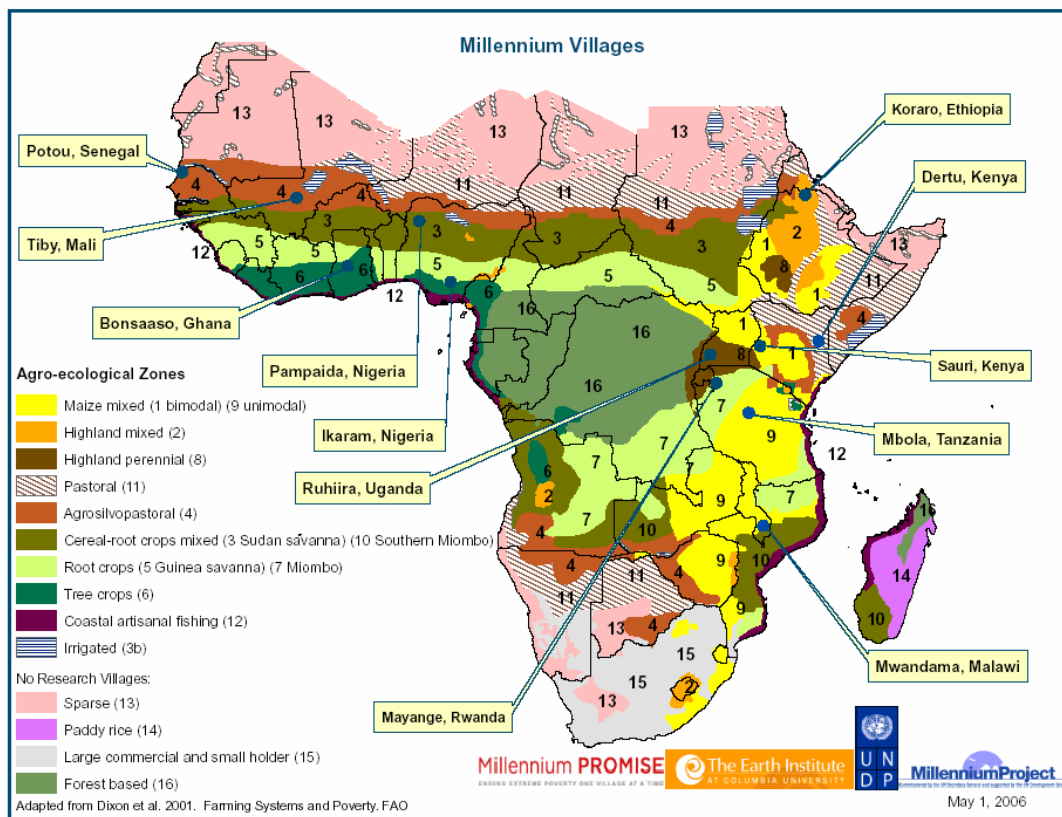 Millennium Villages
Koraro, Ethiopia
Potou, Senegal
Dertu, Kenya
Tiby, Mali
Bonsaaso, Ghana
Pampaida, Nigeria
Sauri, Kenya
Ikaram, Nigeria
Mbola, Tanzania
Ruhiira, Uganda
Mwandama, Malawi
Mayange, Rwanda
13
13
13
13
13
4
4
4
11
11
11
4
2
1
8
1
11
13
4
12
5
5
3
3
3
3
6
6
5
5
5
12
6
16
16
16
1
8
1
7
9
12
7
7
7
6
2
7
4
10
9
7
16
14
10
4
11
11
4
9
10
9
13
4
15
15
13
2
Agro-ecological Zones
Maize mixed (1 bimodal) (9 unimodal)
Highland mixed (2)
Highland perennial (8)
Pastoral (11)
Agrosilvopastoral (4)
Cereal-root crops mixed (3 Sudan savanna) (10 Southern Miombo)
Root crops (5 Guinea savanna) (7 Miombo)
Tree crops (6)
Coastal artisanal fishing (12)
Irrigated (3b)
No Research Villages:
Sparse (13)
Paddy rice (14)
Large commercial and small holder (15)
Forest based (16)
Adapted from Dixon et al. 2001. Farming Systems and Poverty. FAO
Millennium PROMISE
ENDING EXTREME POVERTY ONE VILLAGE AT A TIME
The Earth Institute
AT COLUMBIA UNIVERSITY
U N
D P
MillenniumProject
May 1, 2006